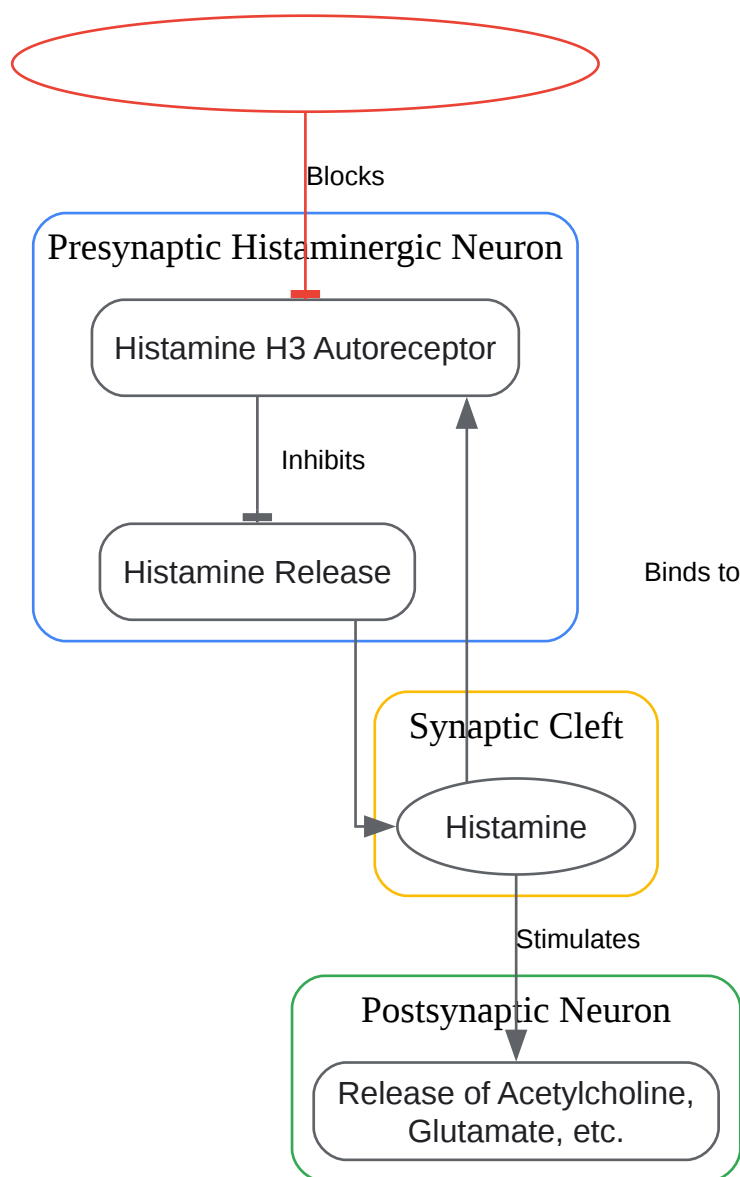 Blocks
Presynaptic Histaminergic Neuron
Histamine H3 Autoreceptor
Inhibits
Histamine Release
Binds to
Synaptic Cleft
Histamine
Stimulates
Postsynaptic Neuron
Release of Acetylcholine,
Glutamate, etc.